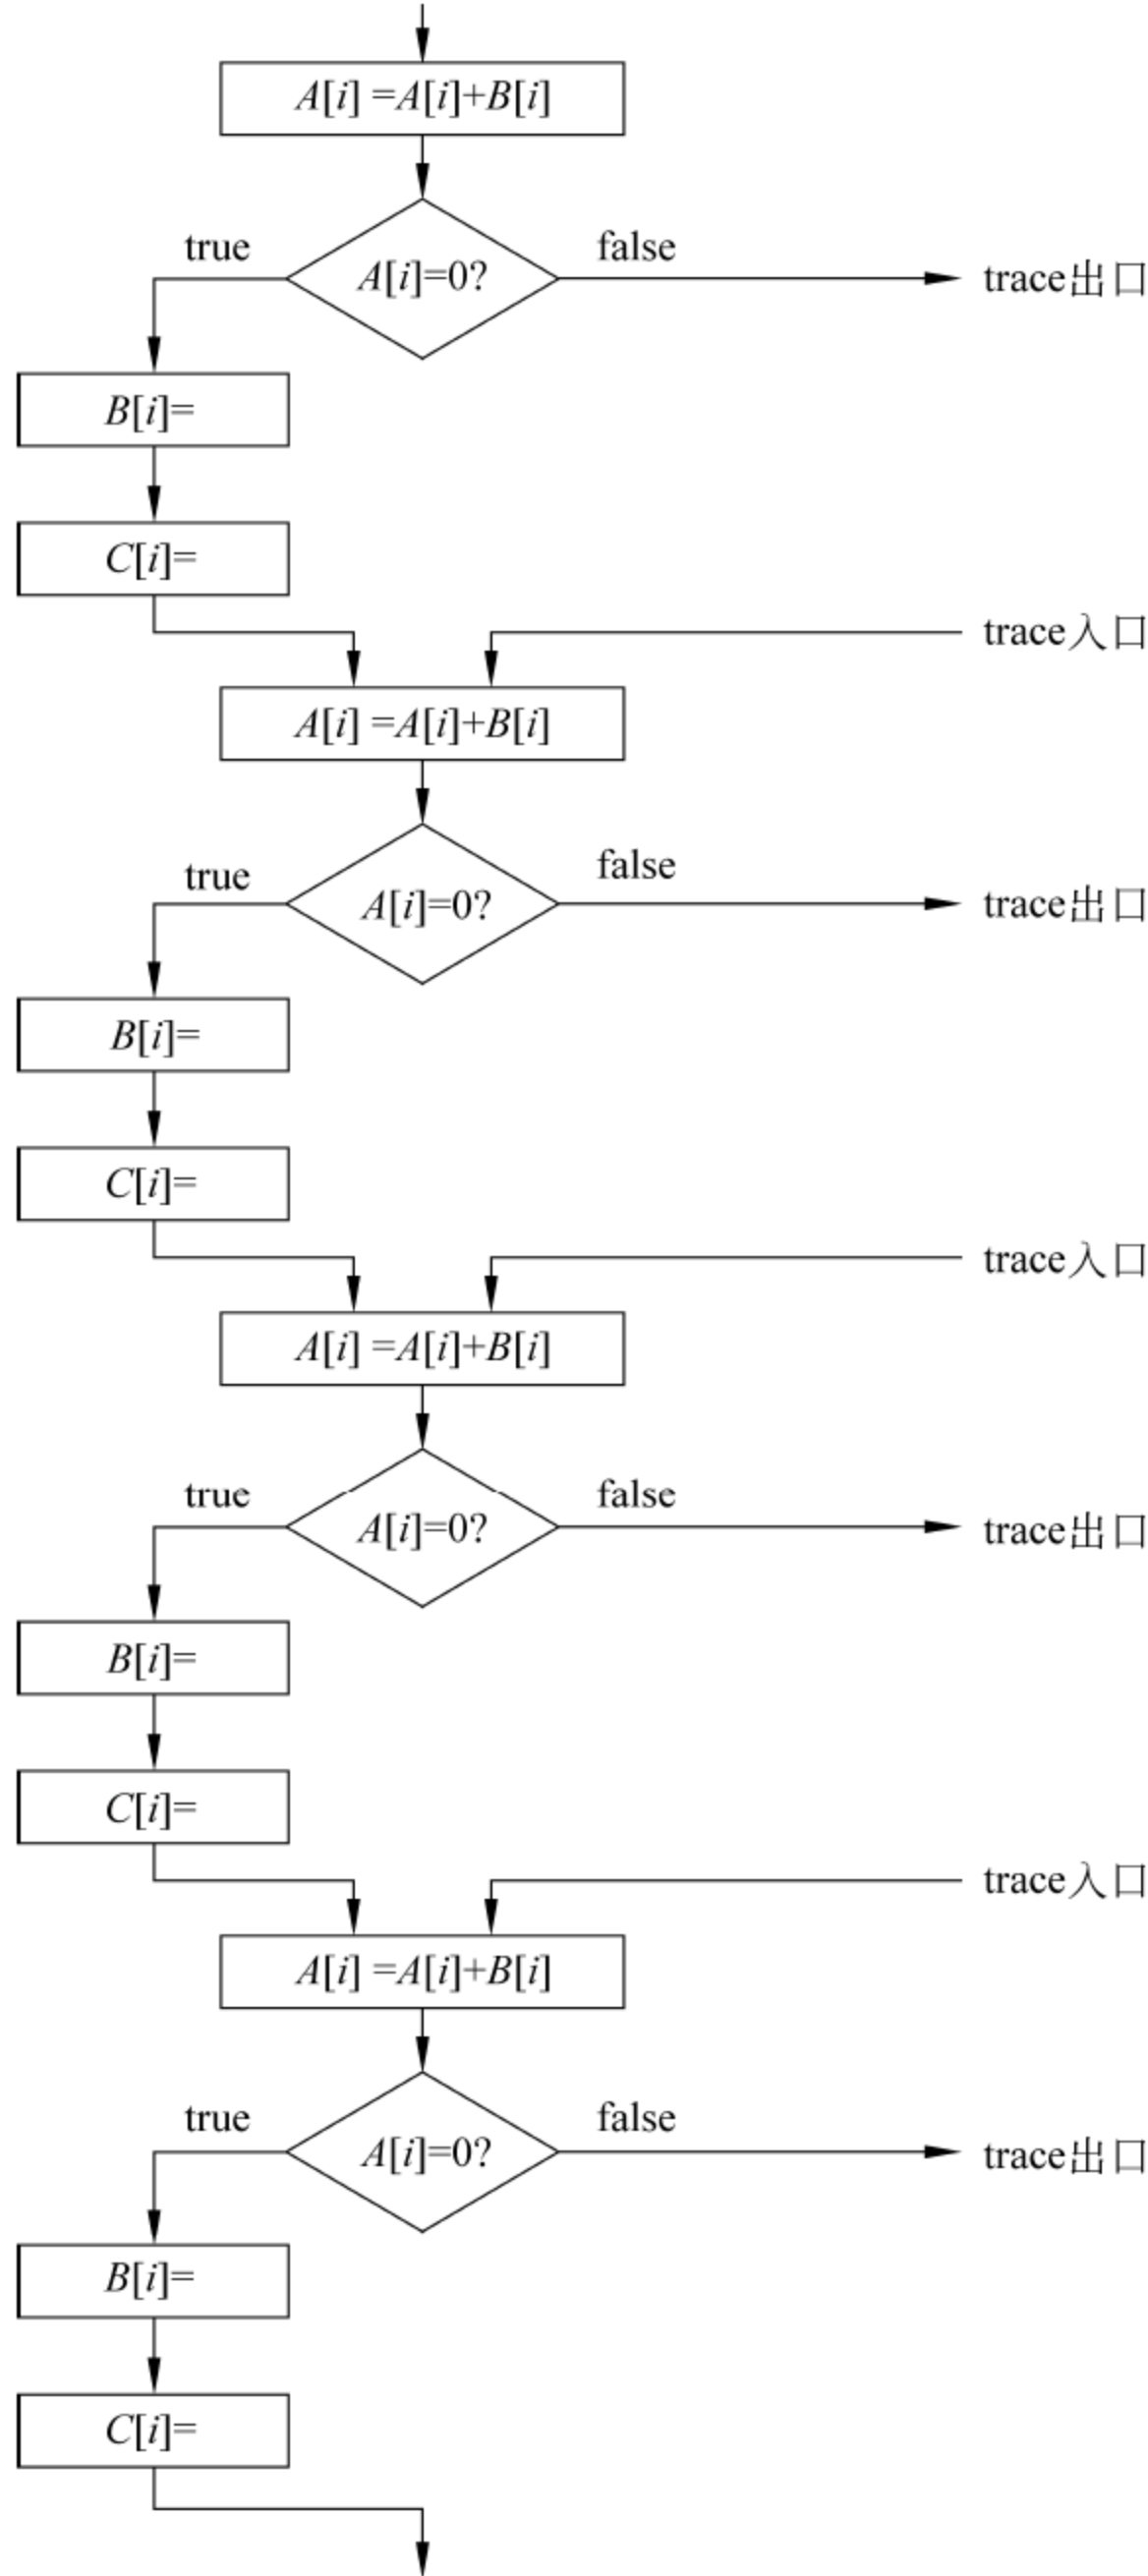 A[i] =A[i]+B[i]
true
false
A[i]=0?
trace出口
B[i]=
C[i]=
trace入口
A[i] =A[i]+B[i]
true
false
A[i]=0?
trace出口
B[i]=
C[i]=
trace入口
A[i] =A[i]+B[i]
true
false
A[i]=0?
trace出口
B[i]=
C[i]=
trace入口
A[i] =A[i]+B[i]
true
false
A[i]=0?
trace出口
B[i]=
C[i]=